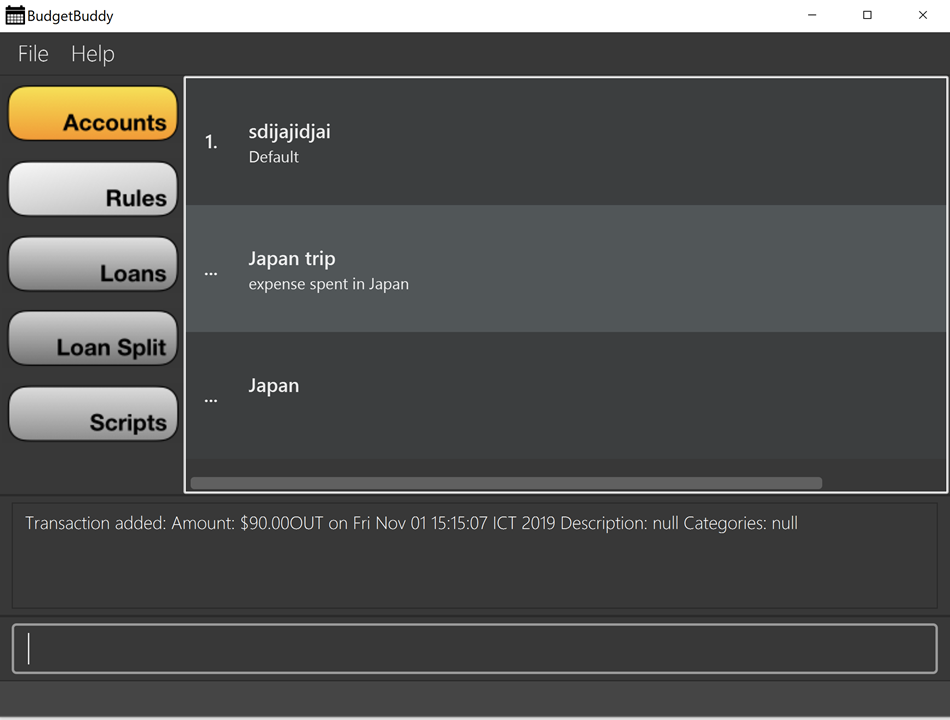 BudgetBuddy
File Help
Accounts
Rules
Loans
Loan Split
Scripts
1. sdijajidjai
Default
... Japan trip
expense spent in Japan
... Japan
Transaction added: Amount: $90.00OUT on Fri Nov 01 15:15:07 ICT 2019 Description: null Categories: null